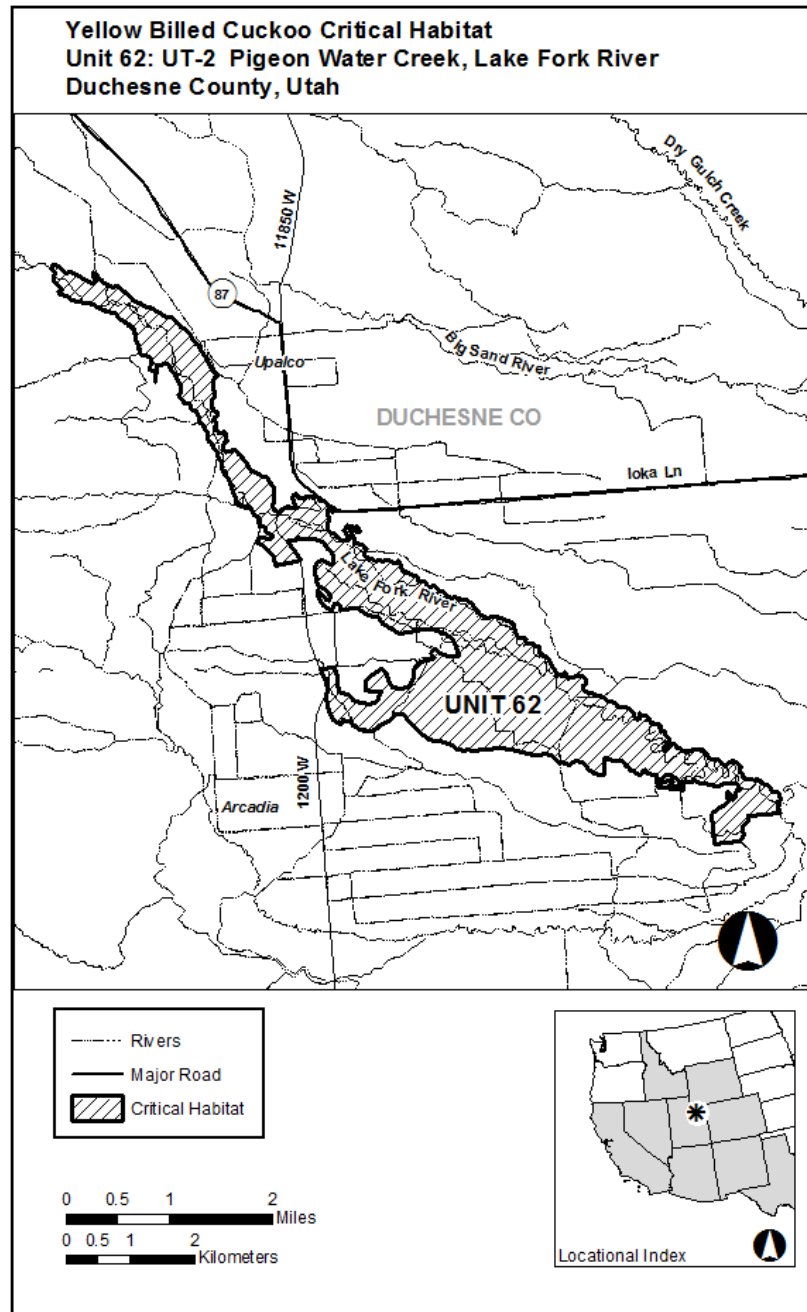 Yellow Billed Cuckoo Critical Habitat
Unit 62: UT-2 Pigeon Water Creek, Lake Fork River
Duchesne County, Utah
Dry Gulch Creek
11850 W
87
Big Sand River
Upalco
DUCHESNE CO
Ioka Ln
Lake Fork River
UNIT 62
1200 W
Arcadia
Rivers
Major Road
Critical Habitat
0 0.5 1 2
Miles
0 0.5 1 2
Kilometers
Locational Index